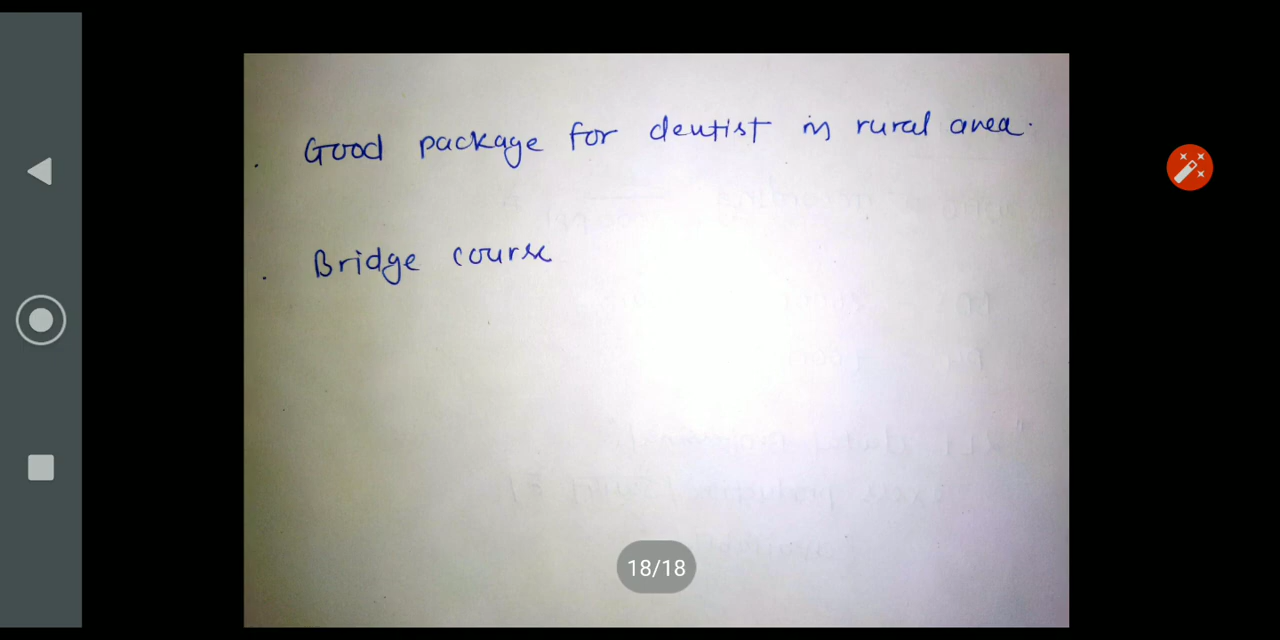 . Good package for dentist in rural area.
. Bridge course
18/18